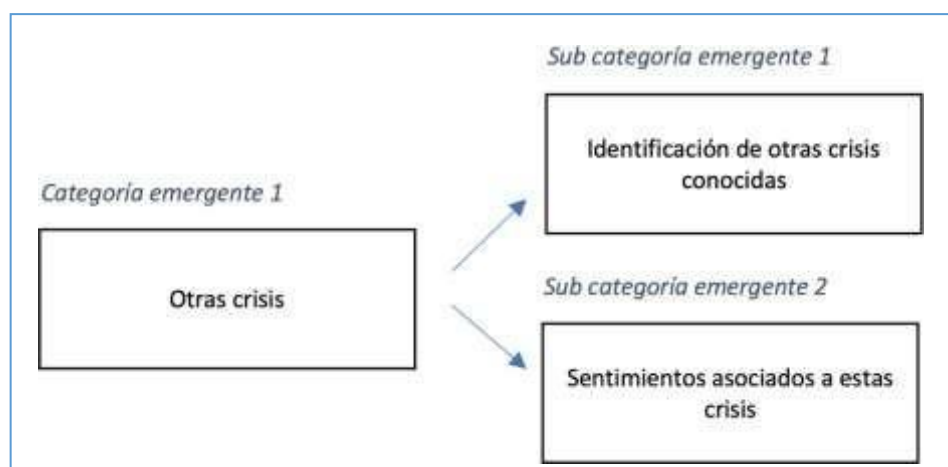 Categoría emergente 1
Otras crisis
Sub categoría emergente 1
Identificación de otras crisis
conocidas
Sub categoría emergente 2
Sentimientos asociados a estas
crisis